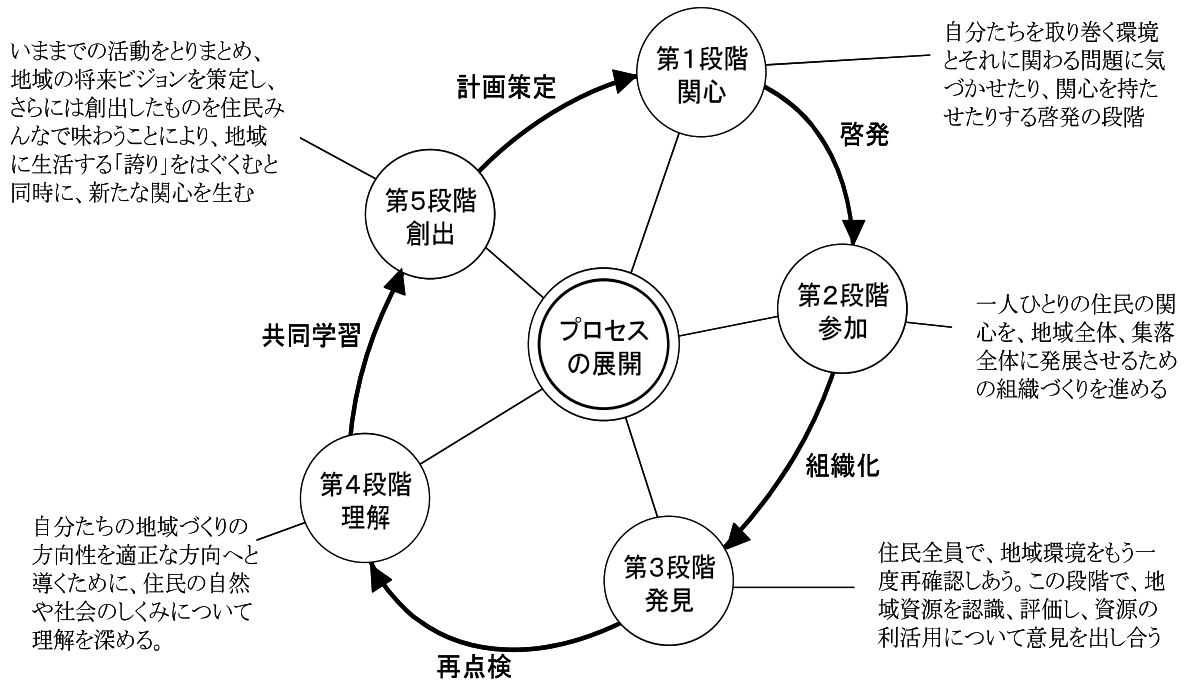 いままでの活動をとりまとめ、
地域の将来ビジョンを策定し、
さらには創出したものを住民み
んなで味わうことにより、地域
に生活する「誇り」をはぐくむと
同時に、新たな関心を生む
計画策定
第1段階
関心
自分たちを取り巻く環境
とそれに関わる問題に気
づかせたり、関心を持た
せたりする啓発の段階
啓発
第5段階
創出
第2段階
参加
一人ひとりの住民の関
心を、地域全体、集落
全体に発展させるため
の組織づくりを進める
共同学習
プロセス
の展開
組織化
第4段階
理解
自分たちの地域づくりの
方向性を適正な方向へと
導くために、住民の自然
や社会のしくみについて
理解を深める。
第3段階
発見
住民全員で、地域環境をもう一
度再確認しあう。この段階で、地
域資源を認識、評価し、資源の
利活用について意見を出し合う
再点検